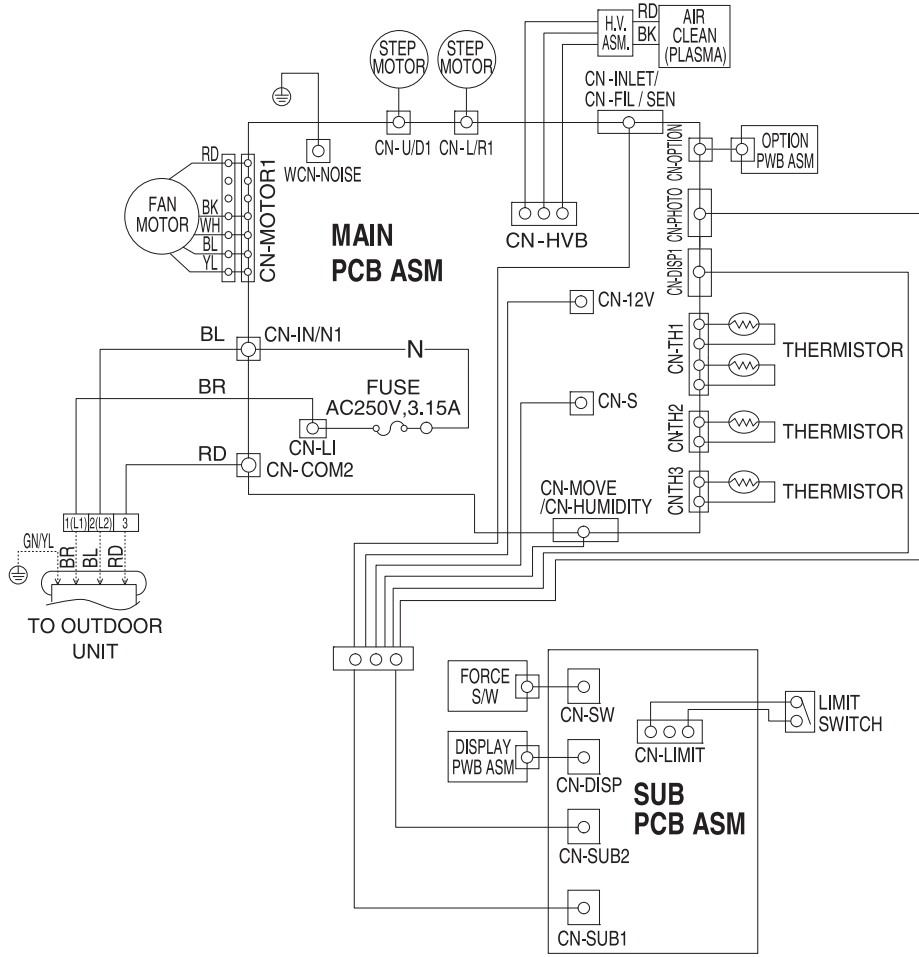 RD
BK
H.V.
ASM.
AIR
CLEAN
(PLASMA)
STEP
MOTOR
STEP
MOTOR
CN-INLET/
CN-FIL/SEN
CN-U/D1
CN-L/R1
WCN-NOISE
CN-OPTION
OPTION
PWB ASM
RD
BK
WH
BL
YL
FAN
MOTOR
CN-MOTOR1
MAIN
PCB ASM
CN-HVB
CN-PHOTO
CN-DISP1
CN-12V
CN-TH1
THERMISTOR
BL
CN-IN/N1
N
BR
FUSE
AC250V,3.15A
CN-LI
CN-S
CN-TH2
THERMISTOR
RD
CN-COM2
CN-MOVE
/CN-HUMIDITY
CNTH3
THERMISTOR
1(L1) 2(L2) 3
GN/YL
BR
BL
RD
TO OUTDOOR
UNIT
FORCE
S/W
CN-SW
LIMIT
SWITCH
CN-LIMIT
DISPLAY
PWB ASM
CN-DISP
SUB
PCB ASM
CN-SUB2
CN-SUB1